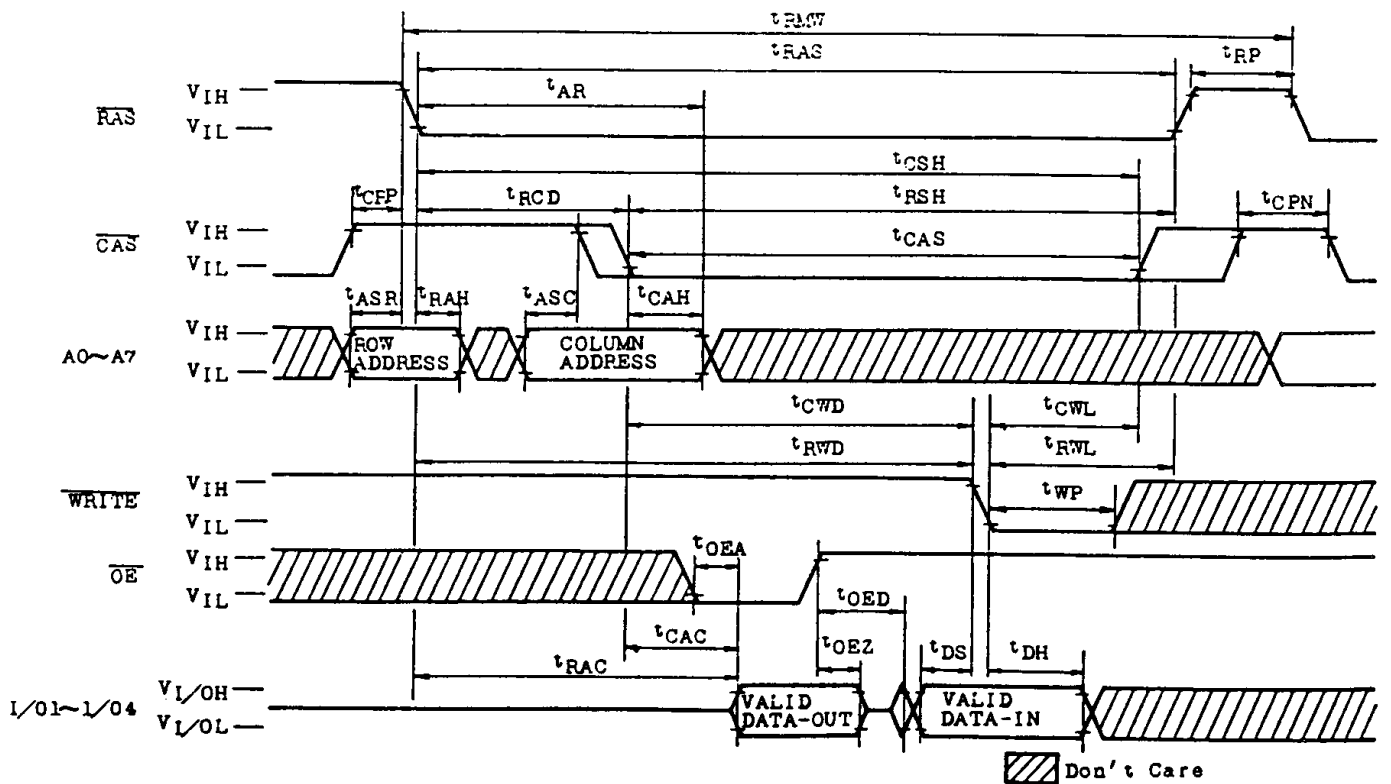 tRMW
tRAS
tRP
tAR
VIH
RAS
VIL
tCSH
tCRP tRCD tRSH tCPN
VIH
CAS
tCAS
VIL
tASR tRAH tASC tCAH
VIH
A0~A7
ROW ADDRESS
COLUMN ADDRESS
VIL
tCWD tCWL
tRWD tRWL
VIH
WRITE
tWP
VIL
tOEA
VIH
OE
VIL
tOED
tCAC tOEZ tDS tDH
tRAC
VI/OH
I/O1~I/O4
VALID DATA-OUT
VALID DATA-IN
VI/OL
Don't Care